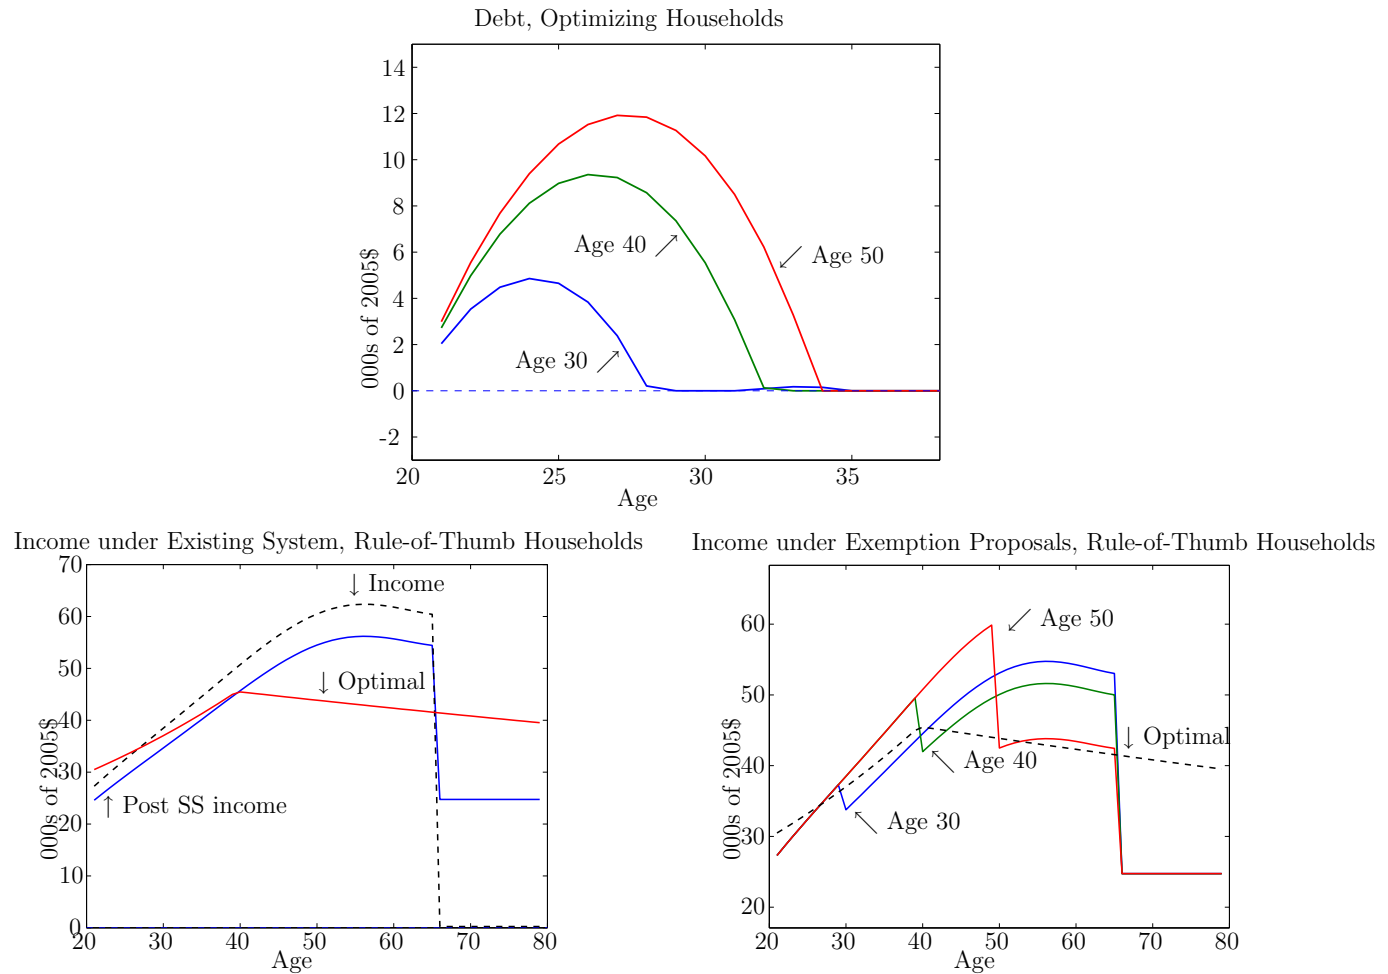 Debt, Optimizing Households
14
12
10
8
6
4
2
0
-2
000s of 2005$
Age 40
Age 50
Age 30
20 25 30 35
Age
Income under Existing System, Rule-of-Thumb Households
70
60
50
40
30
20
10
0
000s of 2005$
↓ Income
↓ Optimal
↑ Post SS income
20 30 40 50 60 70 80
Age
Income under Exemption Proposals, Rule-of-Thumb Households
60
50
40
30
20
000s of 2005$
Age 50
↓ Optimal
Age 40
Age 30
20 30 40 50 60 70 80
Age